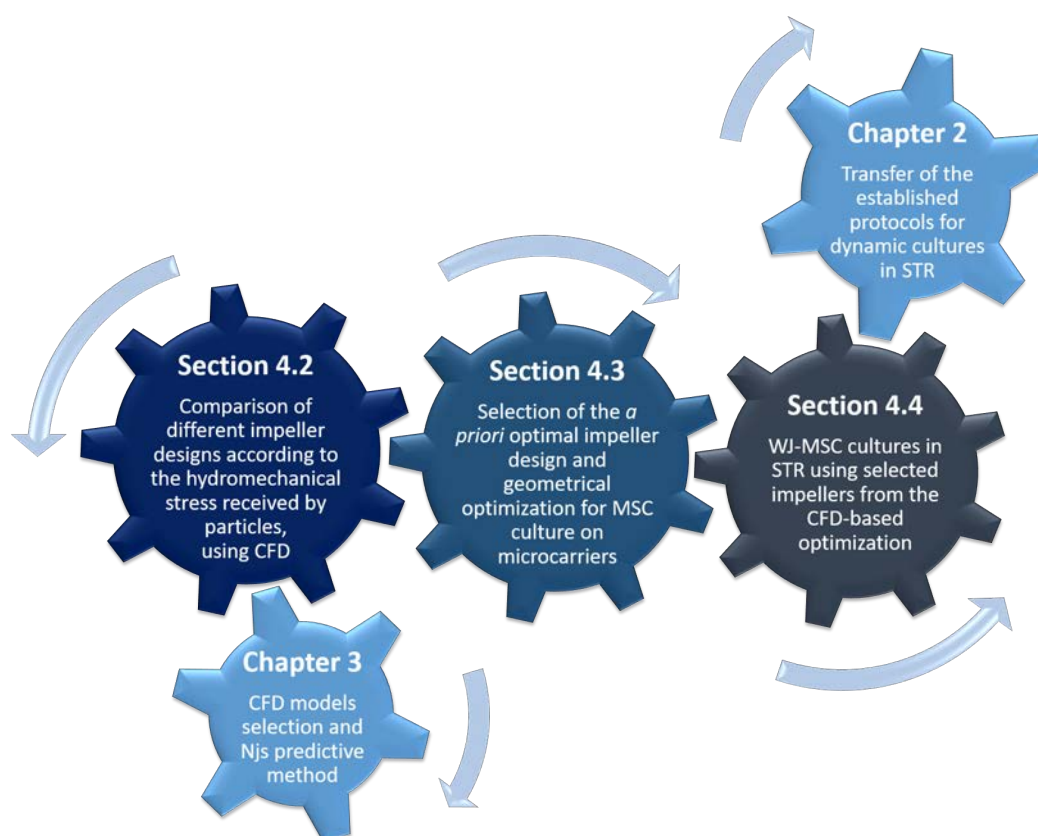 Chapter 2
Transfer of the
established
protocols for
dynamic cultures
in STR
Section 4.2
Comparison of
different impeller
designs according to
the hydromechanical
stress received by
particles,
using CFD
Section 4.3
Selection of the a
priori optimal impeller
design and
geometrical
optimization for MSC
culture on
microcarriers
Section 4.4
WJ-MSC cultures in
STR using selected
impellers from the
CFD-based
optimization
Chapter 3
CFD models
selection and
Njs predictive
method